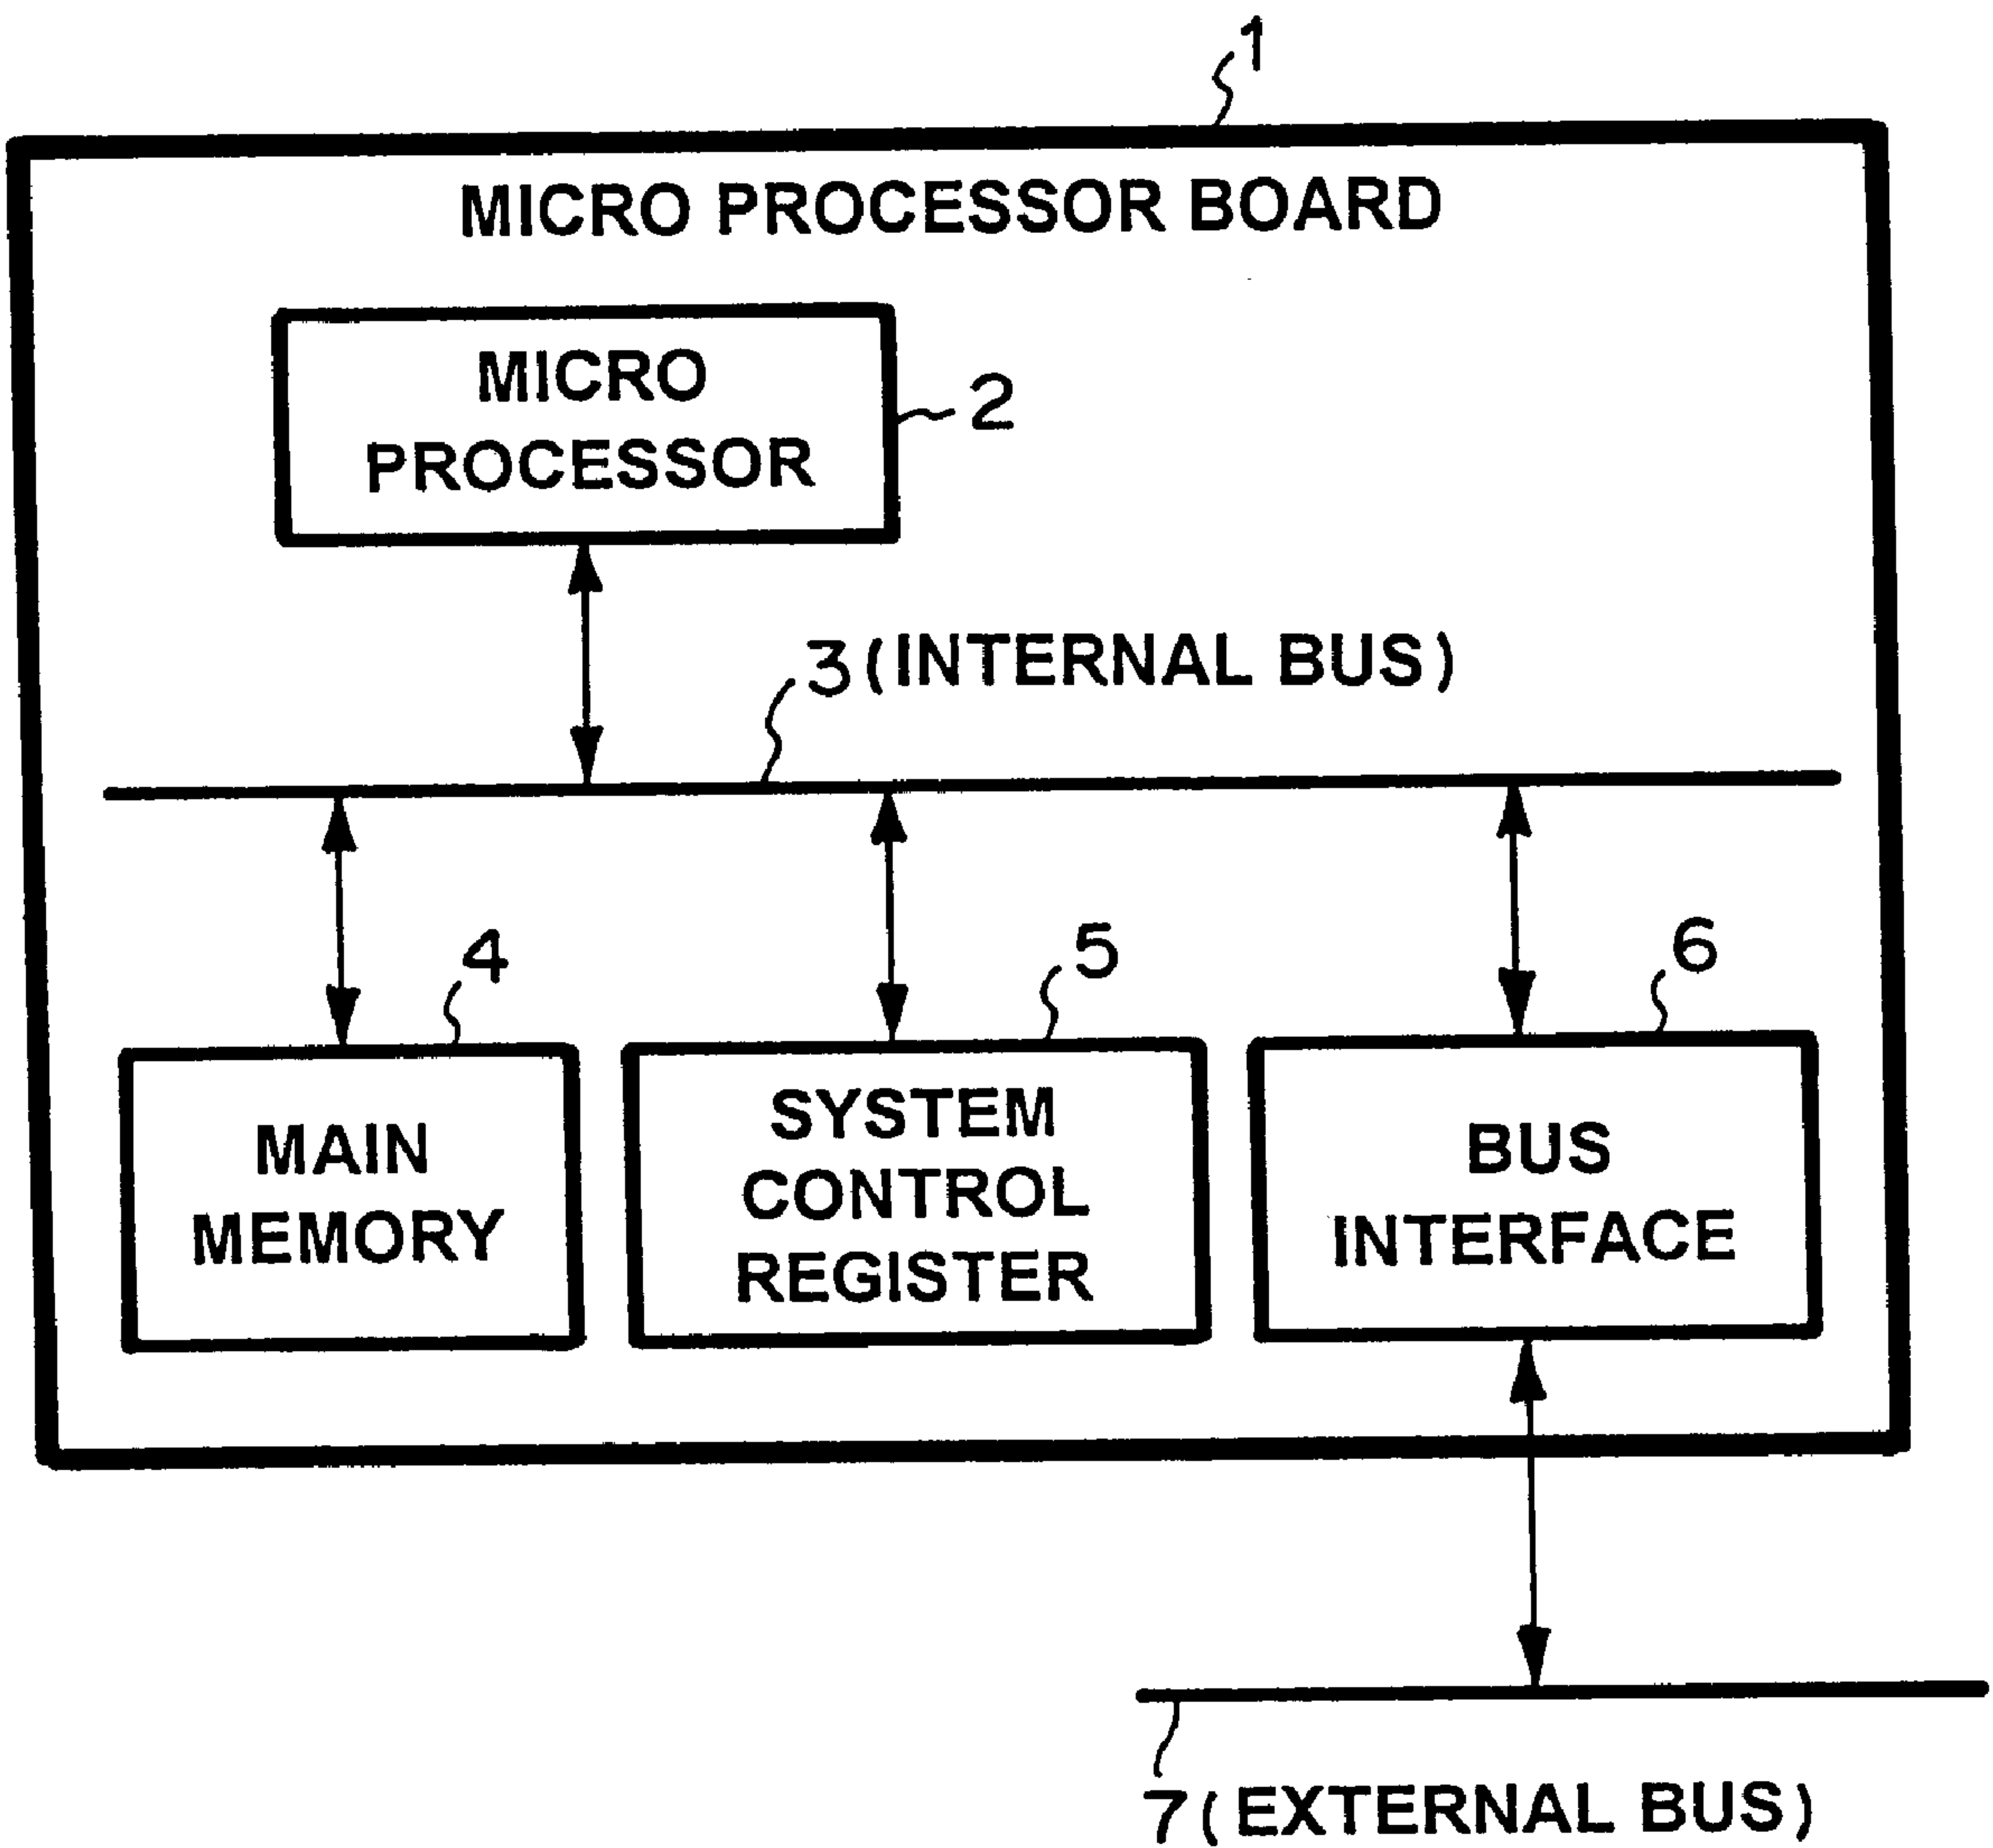 1
MICRO PROCESSOR BOARD
MICRO
PROCESSOR
2
3 (INTERNAL BUS)
4
5
6
MAIN
MEMORY
SYSTEM
CONTROL
REGISTER
BUS
INTERFACE
7 (EXTERNAL BUS)